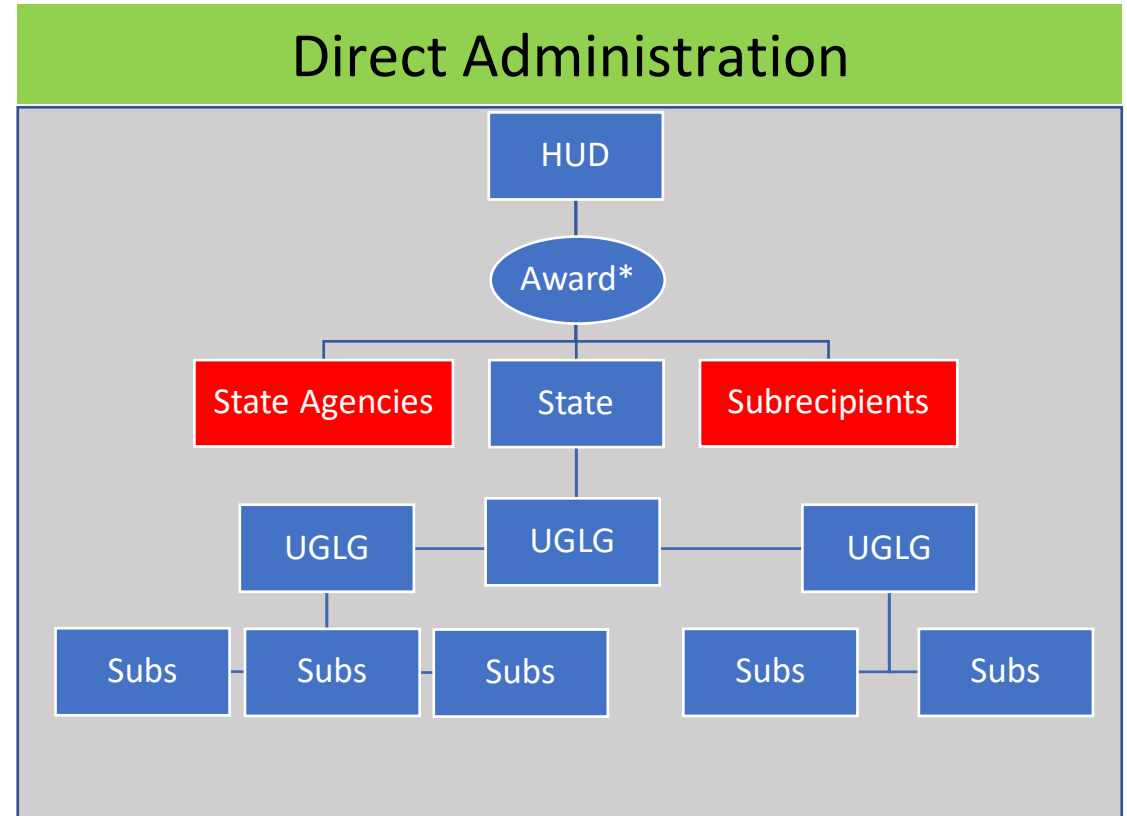 Direct Administration
HUD
Award*
State Agencies
State
Subrecipients
UGLG
UGLG
UGLG
Subs
Subs
Subs
Subs
Subs